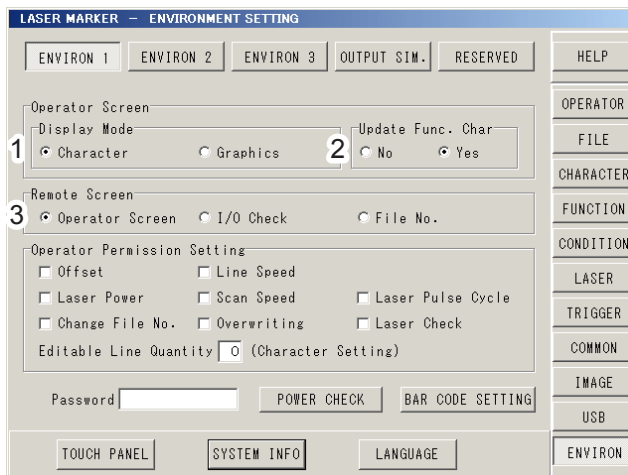 LASER MARKER — ENVIRONMENT SETTING
ENVIRON 1 ENVIRON 2 ENVIRON 3 OUTPUT SIM. RESERVED HELP
Operator Screen
Display Mode Update Func. Char
1 Character Graphics 2 No Yes
Remote Screen
3 Operator Screen I/O Check File No.
Operator Permission Setting
Offset Line Speed
Laser Power Scan Speed Laser Pulse Cycle
Change File No. Overwriting Laser Check
Editable Line Quantity 0 (Character Setting)
Password POWER CHECK BAR CODE SETTING
TOUCH PANEL SYSTEM INFO LANGUAGE
OPERATOR
FILE
CHARACTER
FUNCTION
CONDITION
LASER
TRIGGER
COMMON
IMAGE
USB
ENVIRON